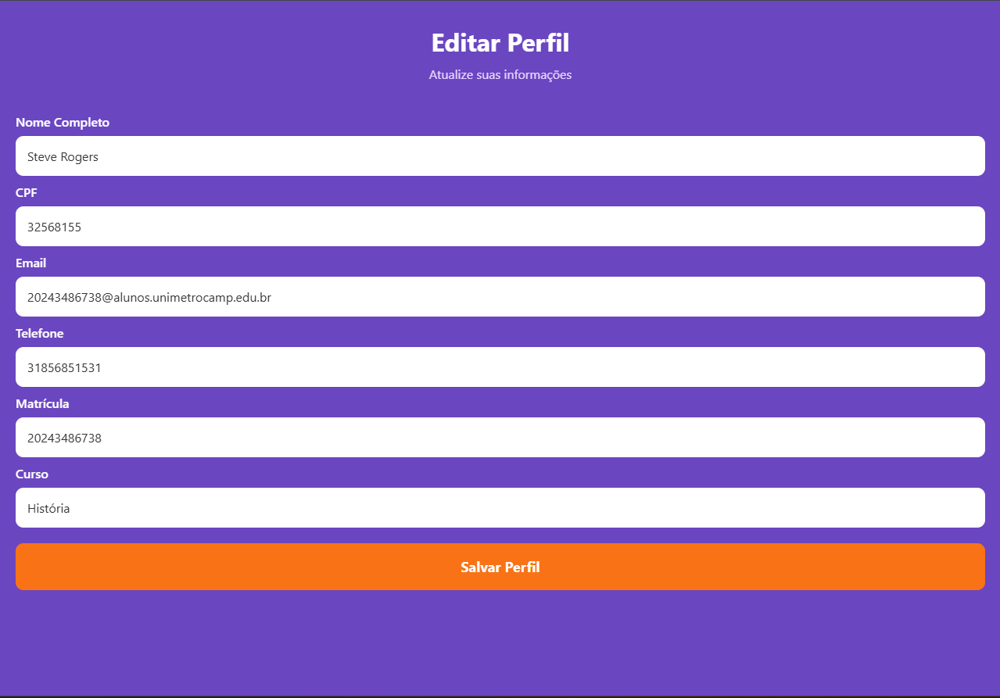 Editar Perfil
Atualize suas informações
Nome Completo
Steve Rogers
CPF
32568155
Email
20243486738@alunos.unimetrocamp.edu.br
Telefone
31856851531
Matrícula
20243486738
Curso
História
Salvar Perfil